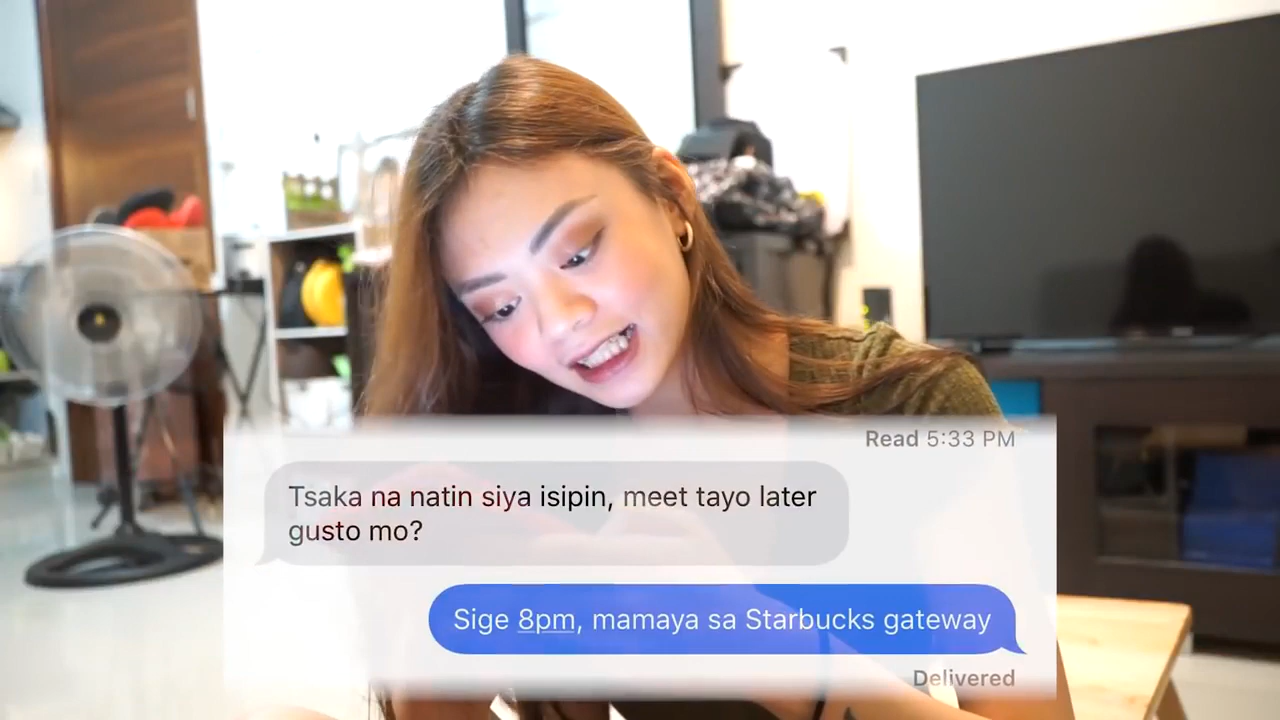 Read 5:33 PM
Tsaka na natin siya isipin, meet tayo later
gusto mo?
Sige 8pm, mamaya sa Starbucks gateway
Delivered